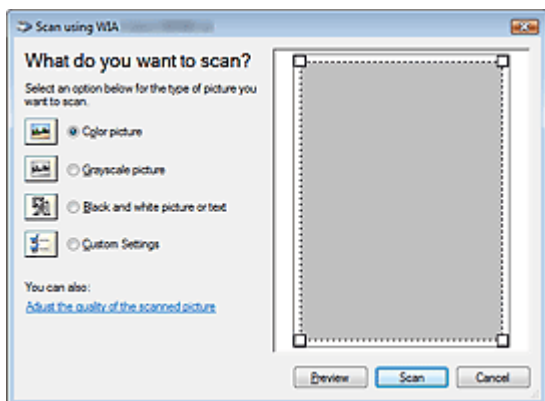 Scan using WIA
What do you want to scan?
Select an option below for the type of picture you
want to scan.
Color picture
Grayscale picture
Black and white picture or text
Custom Settings
You can also:
Adjust the quality of the scanned picture
Preview
Scan
Cancel